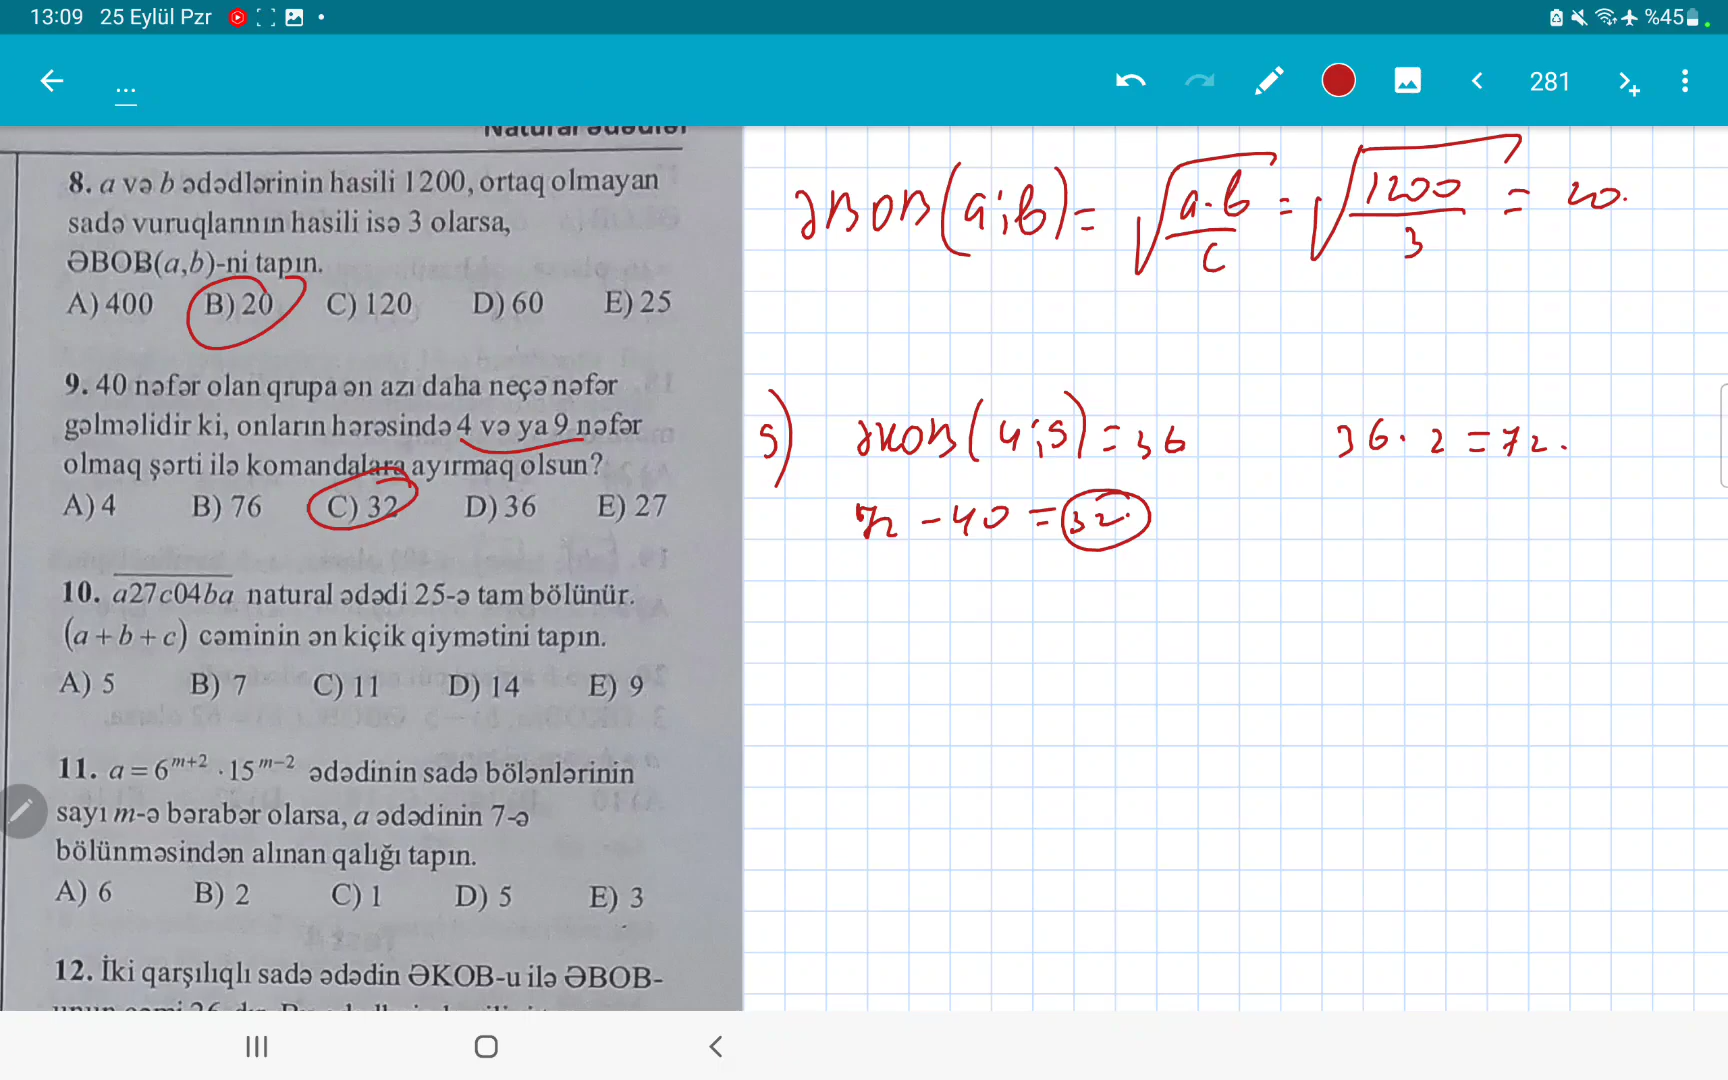 13:09 25 Eylül Pzr
%45
...
281
Natural ədədlər
8. a və b ədədlərinin hasili 1200, ortaq olmayan
sadə vuruqlarının hasili isə 3 olarsa,
ƏBOB(a,b)-ni tapın.
A) 400 B) 20 C) 120 D) 60 E) 25
9. 40 nəfər olan qrupa ən azı daha neçə nəfər
gəlməlidir ki, onların hərəsində 4 və ya 9 nəfər
olmaq şərti ilə komandalara ayırmaq olsun?
A) 4 B) 76 C) 32 D) 36 E) 27
10. a27c04ba natural ədədi 25-ə tam bölünür.
(a + b + c) cəminin ən kiçik qiymətini tapın.
A) 5 B) 7 C) 11 D) 14 E) 9
11. a = 6^{m+2} · 15^{m−2} ədədinin sadə bölənlərinin
sayı m-ə bərabər olarsa, a ədədinin 7-ə
bölünməsindən alınan qalığı tapın.
A) 6 B) 2 C) 1 D) 5 E) 3
12. İki qarşılıqlı sadə ədədin ƏKOB-u ilə ƏBOB-
ƏBOB(a;b) = √(a·b/c) = √(1200/3) = 20.
9) ƏKOB(4;9) = 36 36·2=72.
72 - 40 = 32.